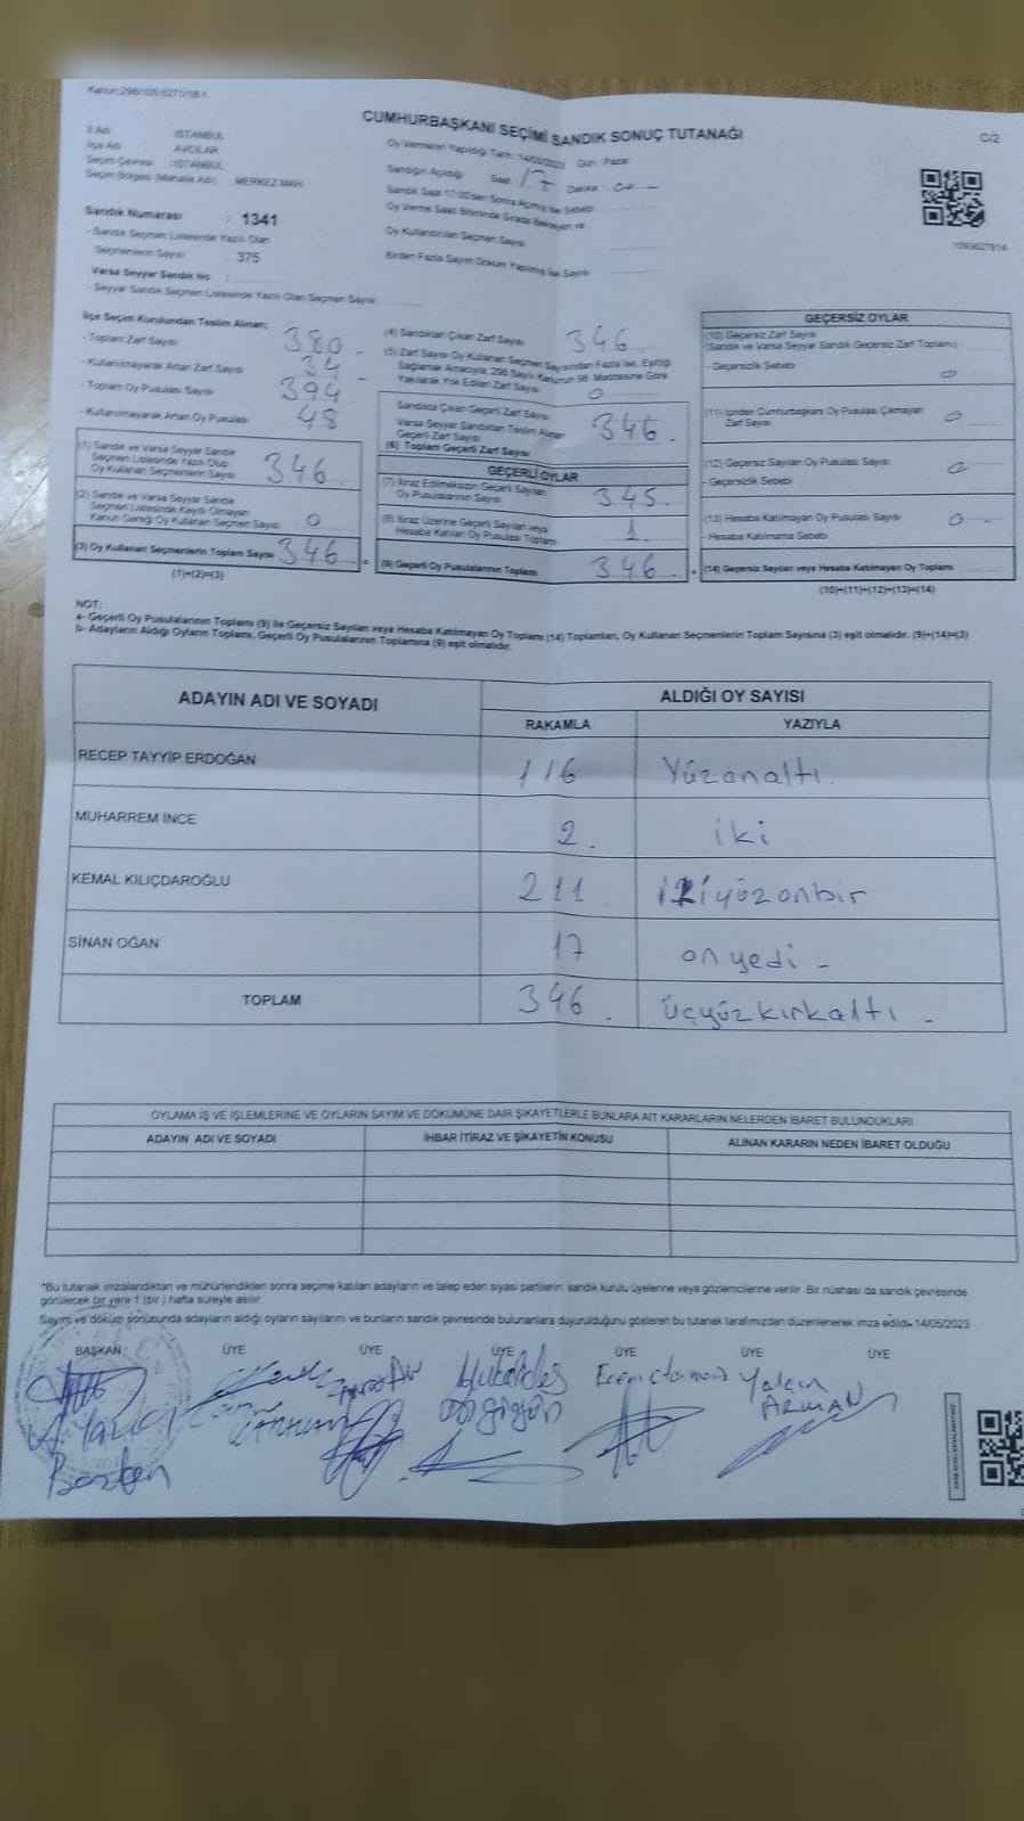 Kanun:298/105;6271/18/1
CUMHURBAŞKANI SEÇİMİ SANDIK SONUÇ TUTANAĞI
C/2
İl Adı İSTANBUL
İlçe Adı AVCILAR
Seçim Çevresi :İSTANBUL
Seçim Bölgesi (Mahalle Adı) MERKEZ MAH
Oy Vermenin Yapıldığı Tarih: 14/05/2023 Gün: Pazar
Sandığın Açıldığı Saat 17 Dakika
Sandık Saat 17:00'den Sonra Açılmış İse Sebebi
Oy Verme Saati Bitiminde Sırada Bekleyen ve
Oy Kullandırılan Seçmen Sayısı
Birden Fazla Sayım Döküm Yapılmış İse Sayısı
Sandık Numarası : 1341
- Sandık Seçmen Listesinde Yazılı Olan
Seçmenlerin Sayısı 375
Varsa Seyyar Sandık No :
- Seyyar Sandık Seçmen Listesinde Yazılı Olan Seçmen Sayısı
İlçe Seçim Kurulundan Teslim Alınan;
- Toplam Zarf Sayısı 380
- Kullanılmayarak Artan Zarf Sayısı 34
- Toplam Oy Pusulası Sayısı 394
- Kullanılmayarak Artan Oy Pusulası 48
(1) Sandık ve Varsa Seyyar Sandık
Seçmen Listesinde Yazılı Olup
Oy Kullanan Seçmenlerin Sayısı 346
(2) Sandık ve Varsa Seyyar Sandık
Seçmen Listesinde Kayıtlı Olmayan
Kanun Gereği Oy Kullanan Seçmen Sayısı 0
(3) Oy Kullanan Seçmenlerin Toplam Sayısı 346
(1)+(2)=(3)
(4) Sandıktan Çıkan Zarf Sayısı 346
(5) Zarf Sayısı Oy Kullanan Seçmen Sayısından Fazla İse, Eşitliği
Sağlamak Amacıyla, 298 Sayılı Kanunun 98. Maddesine Göre
Yakılarak Yok Edilen Zarf Sayısı 0
Sandıkta Çıkan Geçerli Zarf Sayısı
Varsa Seyyar Sandıktan Teslim Alınan
Geçerli Zarf Sayısı
(6) Toplam Geçerli Zarf Sayısı 346.
GEÇERLİ OYLAR
(7) İtiraz Edilmeksizin Geçerli Sayılan
Oy Pusulalarının Sayısı 345.
(8) İtiraz Üzerine Geçerli Sayılan veya
Hesaba Katılan Oy Pusulası Toplamı 1.
(9) Geçerli Oy Pusulalarının Toplamı 346.
GEÇERSİZ OYLAR
(10) Geçersiz Zarf Sayısı
(Sandık ve Varsa Seyyar Sandık Geçersiz Zarf Toplamı)
- Geçersizlik Sebebi 0
(11) İçinden Cumhurbaşkanı Oy Pusulası Çıkmayan
Zarf Sayısı 0
(12) Geçersiz Sayılan Oy Pusulası Sayısı 0
- Geçersizlik Sebebi
(13) Hesaba Katılmayan Oy Pusulası Sayısı 0 -
- Hesaba Katılmama Sebebi
(14) Geçersiz Sayılan veya Hesaba Katılmayan Oy Toplamı
(10)+(11)+(12)+(13)=(14)
NOT:
a- Geçerli Oy Pusulalarının Toplamı (9) ile Geçersiz Sayılan veya Hesaba Katılmayan Oy Toplamı (14) Toplamları, Oy Kullanan Seçmenlerin Toplam Sayısına (3) eşit olmalıdır. (9)+(14)=(3)
b- Adayların Aldığı Oyların Toplamı, Geçerli Oy Pusulalarının Toplamına (9) eşit olmalıdır.
ADAYIN ADI VE SOYADI ALDIĞI OY SAYISI
RAKAMLA YAZIYLA
RECEP TAYYİP ERDOĞAN 116 Yüzonaltı.
MUHARREM İNCE 2. iki
KEMAL KILIÇDAROĞLU 211 ikiyüzonbir
SİNAN OĞAN 17 onyedi -
TOPLAM 346. üçyüzkırkaltı -
OYLAMA İŞ VE İŞLEMLERİNE VE OYLARIN SAYIM VE DÖKÜMÜNE DAİR ŞİKAYETLERLE BUNLARA AİT KARARLARIN NELERDEN İBARET BULUNDUKLARI
ADAYIN ADI VE SOYADI İHBAR İTİRAZ VE ŞİKAYETİN KONUSU ALINAN KARARIN NEDEN İBARET OLDUĞU
*Bu tutanak imzalandıktan ve mühürlendikten sonra seçime katılan adayların ve talep eden siyasi partilerin, sandık kurulu üyelerine veya gözlemcilerine verilir. Bir nüshası da sandık çevresinde
görülecek bir yere 1 (bir ) hafta süreyle asılır.
Sayım ve döküm sonucunda adayların aldığı oyların sayılarını ve bunların sandık çevresinde bulunanlara duyurulduğunu gösteren bu tutanak tarafımızdan düzenlenerek imza edildi- 14/05/2023
BAŞKAN ÜYE ÜYE ÜYE ÜYE ÜYE ÜYE
Yalçın
ARMAN